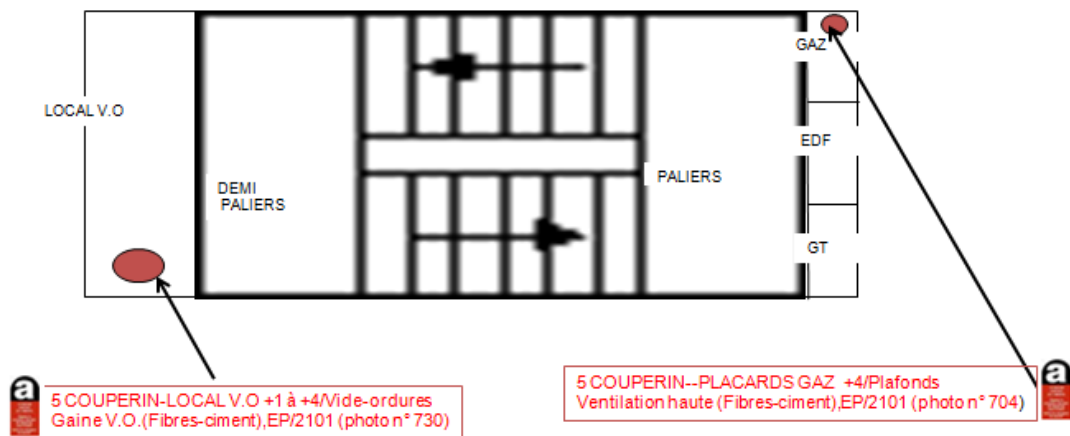 GAZ
LOCAL V.O
EDF
DEMI
PALIERS
PALIERS
GT
a
5 COUPERIN-LOCAL V.O +1 à +4/Vide-ordures
Gaine V.O.(Fibres-ciment),EP/2101 (photo n° 730)
5 COUPERIN--PLACARDS GAZ +4/Plafonds
Ventilation haute (Fibres-ciment),EP/2101 (photo n° 704)
a